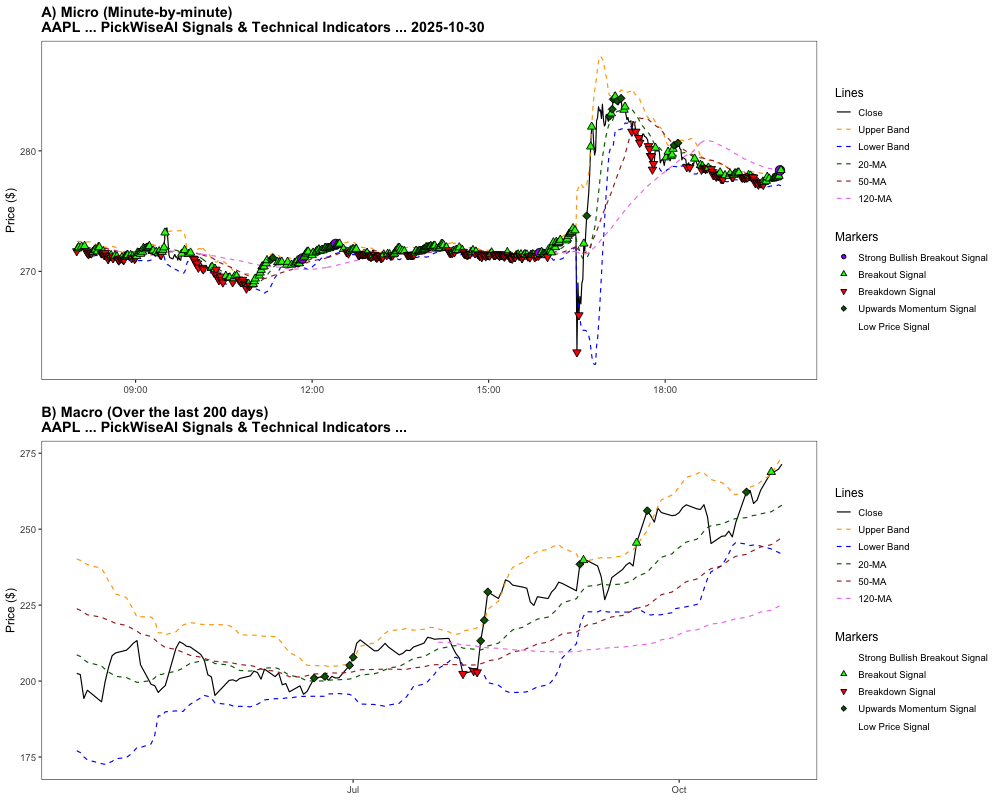 A) Micro (Minute-by-minute)
AAPL ... PickWiseAI Signals & Technical Indicators ... 2025-10-30
Price ($)
280
270
09:00
12:00
15:00
18:00
Lines
Close
Upper Band
Lower Band
20-MA
50-MA
120-MA
Markers
Strong Bullish Breakout Signal
Breakout Signal
Breakdown Signal
Upwards Momentum Signal
Low Price Signal
B) Macro (Over the last 200 days)
AAPL ... PickWiseAI Signals & Technical Indicators ...
Price ($)
275
250
225
200
175
Jul
Oct
Lines
Close
Upper Band
Lower Band
20-MA
50-MA
120-MA
Markers
Strong Bullish Breakout Signal
Breakout Signal
Breakdown Signal
Upwards Momentum Signal
Low Price Signal